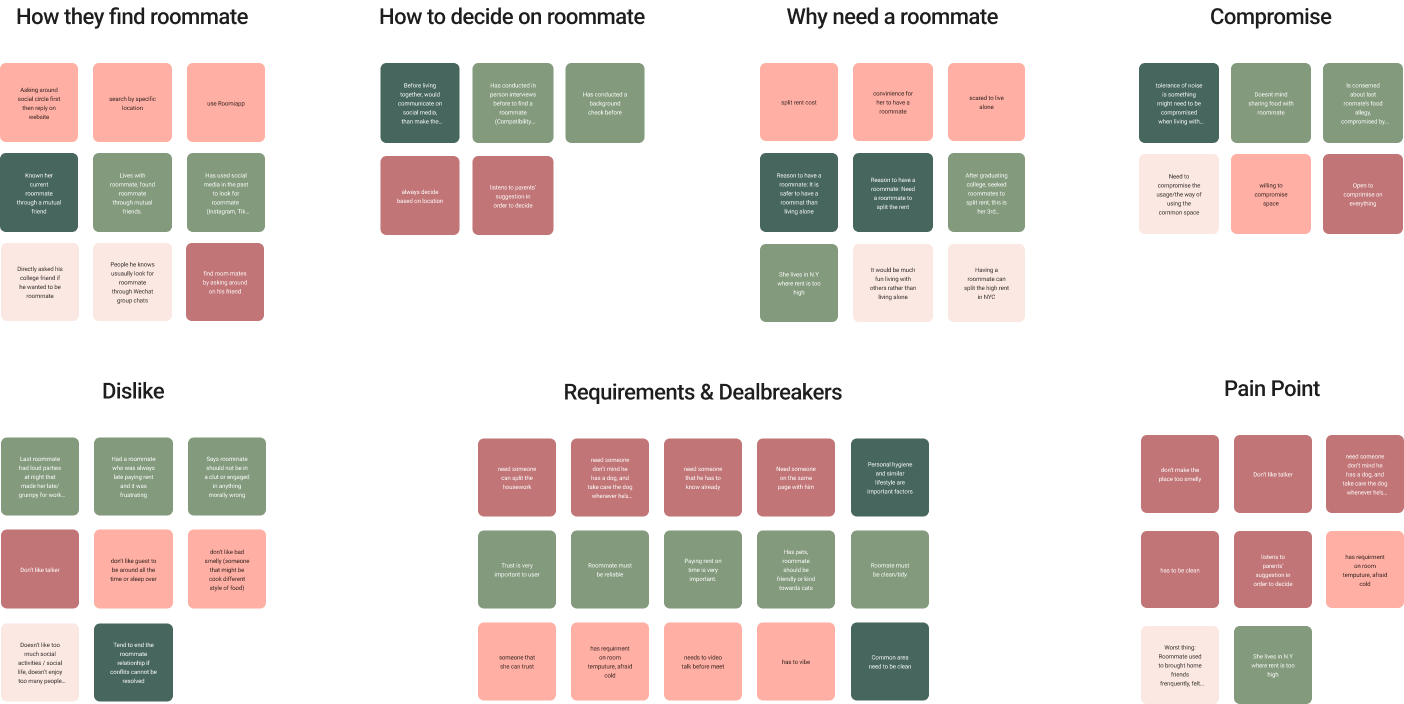 How they find roommate
Asking around
social circle first
then reply on
website
search by specific
location
use Roomiapp
Known her
current
roommate
through a mutual
friend
Lives with
roommate, found
roommate
through mutual
friends.
Has used social
media in the past
to look for
roommate
(Instagram, Tik...
Directly asked his
college friend if
he wanted to be
roommate
People he knows
usuaully look for
roommate
through Wechat
group chats
find room mates
by asking around
on his friend
How to decide on roommate
Before living
together, would
communicate on
social media,
than make the...
Has conducted in
person interviews
before to find a
roommate
(Compatibility...
Has conducted a
background
check before
always decide
based on location
listens to parents'
suggestion in
order to decide
Why need a roommate
split rent cost
convinience for
her to have a
roommate
scared to live
alone
Reason to have a
roommate: It is
safer to have a
roommat than
living alone
Reason to have a
roommate: Need
a roommate to
split the rent
After graduating
college, seeked
roommates to
split rent, this is
her 3rd...
She lives in N.Y
where rent is too
high
It would be much
fun living with
others rather than
living alone
Having a
roommate can
split the high rent
in NYC
Compromise
tolerance of noise
is something
might need to be
compromised
when living with...
Doesnt mind
sharing food with
roommate
Is conserned
about last
roomate's food
allegy,
compromised by...
Need to
compromise the
usage/the way of
using the
common space
willing to
compromise
space
Open to
comprimise on
everything
Dislike
Last roommate
had loud parties
at night that
made her late/
grumpy for work...
Had a roommate
who was always
late paying rent
and it was
frustrating
Says roommate
should not be in
a clut or engaged
in anything
morally wrong
Don't like talker
don't like guest to
be around all the
time or sleep over
don't like bad
smelly (someone
that might be
cook different
style of food)
Doesn't like too
much social
activities / social
life, doesn't enjoy
too many people...
Tend to end the
roommate
relationhip if
conflits cannot be
resolved
Requirements & Dealbreakers
need someone
can split the
housework
need someone
don't mind he
has a dog, and
take care the dog
whenever he's...
need someone
that he has to
know already
Need someone
on the same
page with him
Personal hygiene
and similar
lifestyle are
important factors
Trust is very
important to user
Roommate must
be reliable
Paying rent on
time is very
important.
Has pets,
roommate
should be
friendly or kind
towards cats
Roomate must
be clean/tidy
someone that
she can trust
has requirment
on room
temputure, afraid
cold
needs to video
talk before meet
has to vibe
Common area
need to be clean
Pain Point
don't make the
place too smelly
Don't like talker
need someone
don't mind he
has a dog, and
take care the dog
whenever he's...
has to be clean
listens to
parents'
suggestion in
order to decide
has requirment
on room
temputure, afraid
cold
Worst thing:
Roommate used
to brought home
friends
frenquently, felt...
She lives in N.Y
where rent is too
high